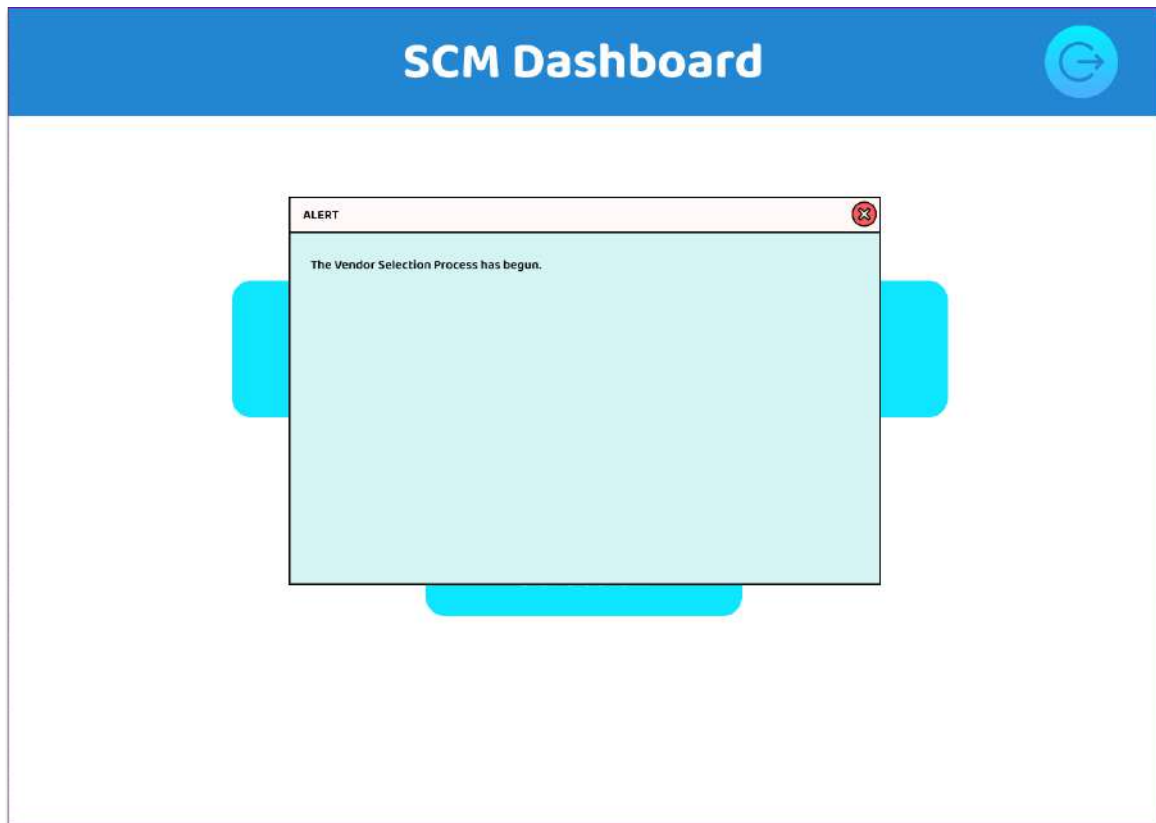 SCM Dashboard
ALERT
The Vendor Selection Process has begun.